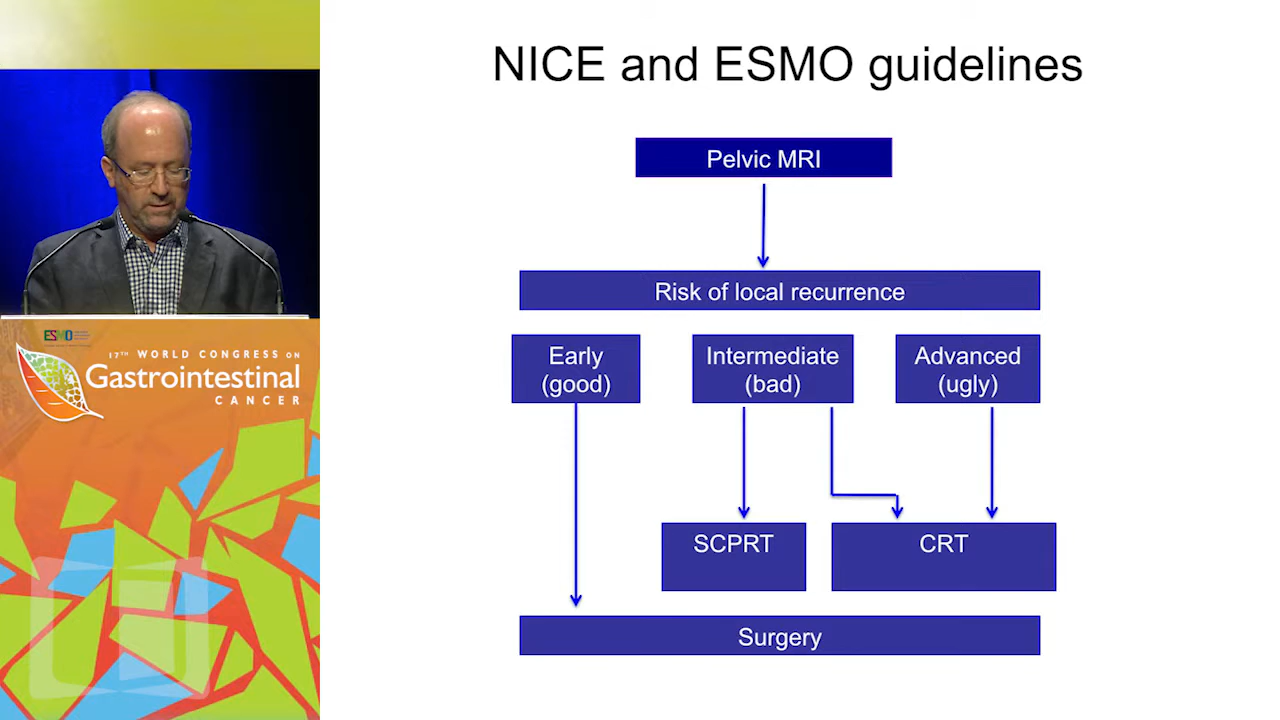 NICE and ESMO guidelines
Pelvic MRI
Risk of local recurrence
Early
(good)
Intermediate
(bad)
Advanced
(ugly)
SCPRT
CRT
Surgery
ESMO
17TH WORLD CONGRESS ON
Gastrointestinal
CANCER